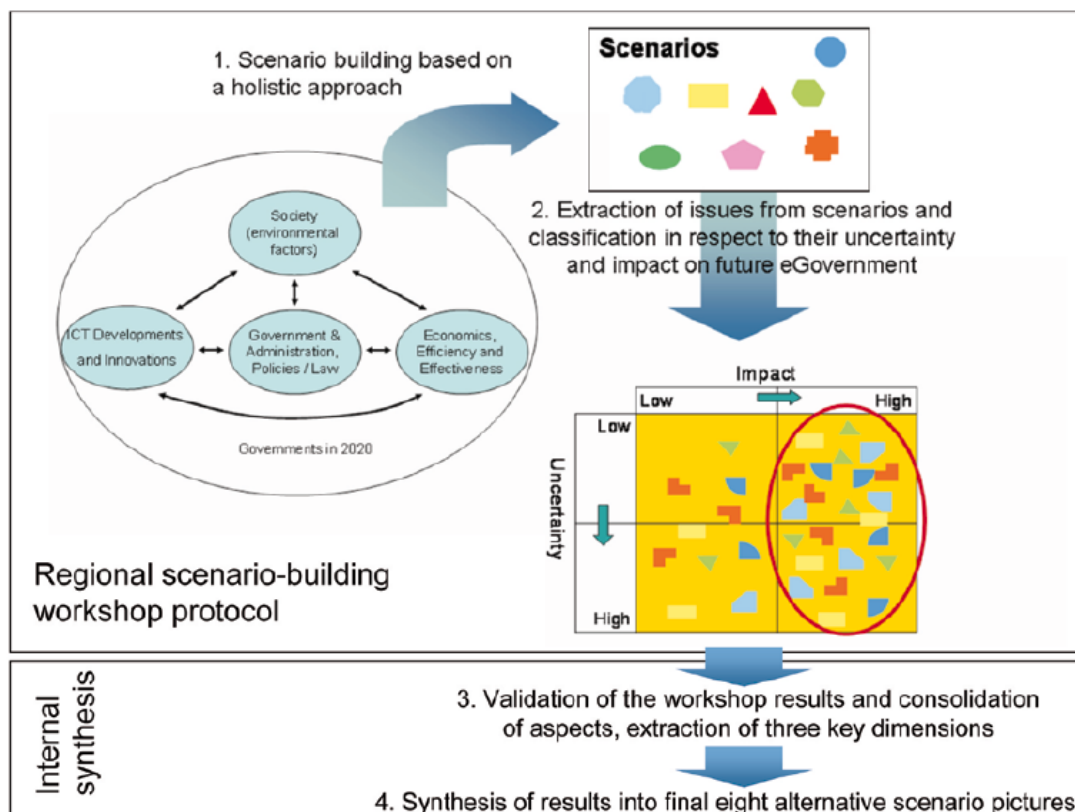 1. Scenario building based on
a holistic approach
Scenarios
Society
(environmental
factors)
ICT Developments
and Innovations
Government &
Administration,
Policies / Law
Economics,
Efficiency and
Effectiveness
Governments in 2020
2. Extraction of issues from scenarios and
classification in respect to their uncertainty
and impact on future eGovernment
Impact
Low
High
Low
Uncertainty
High
Regional scenario-building
workshop protocol
Internal
synthesis
3. Validation of the workshop results and consolidation
of aspects, extraction of three key dimensions
4. Synthesis of results into final eight alternative scenario pictures